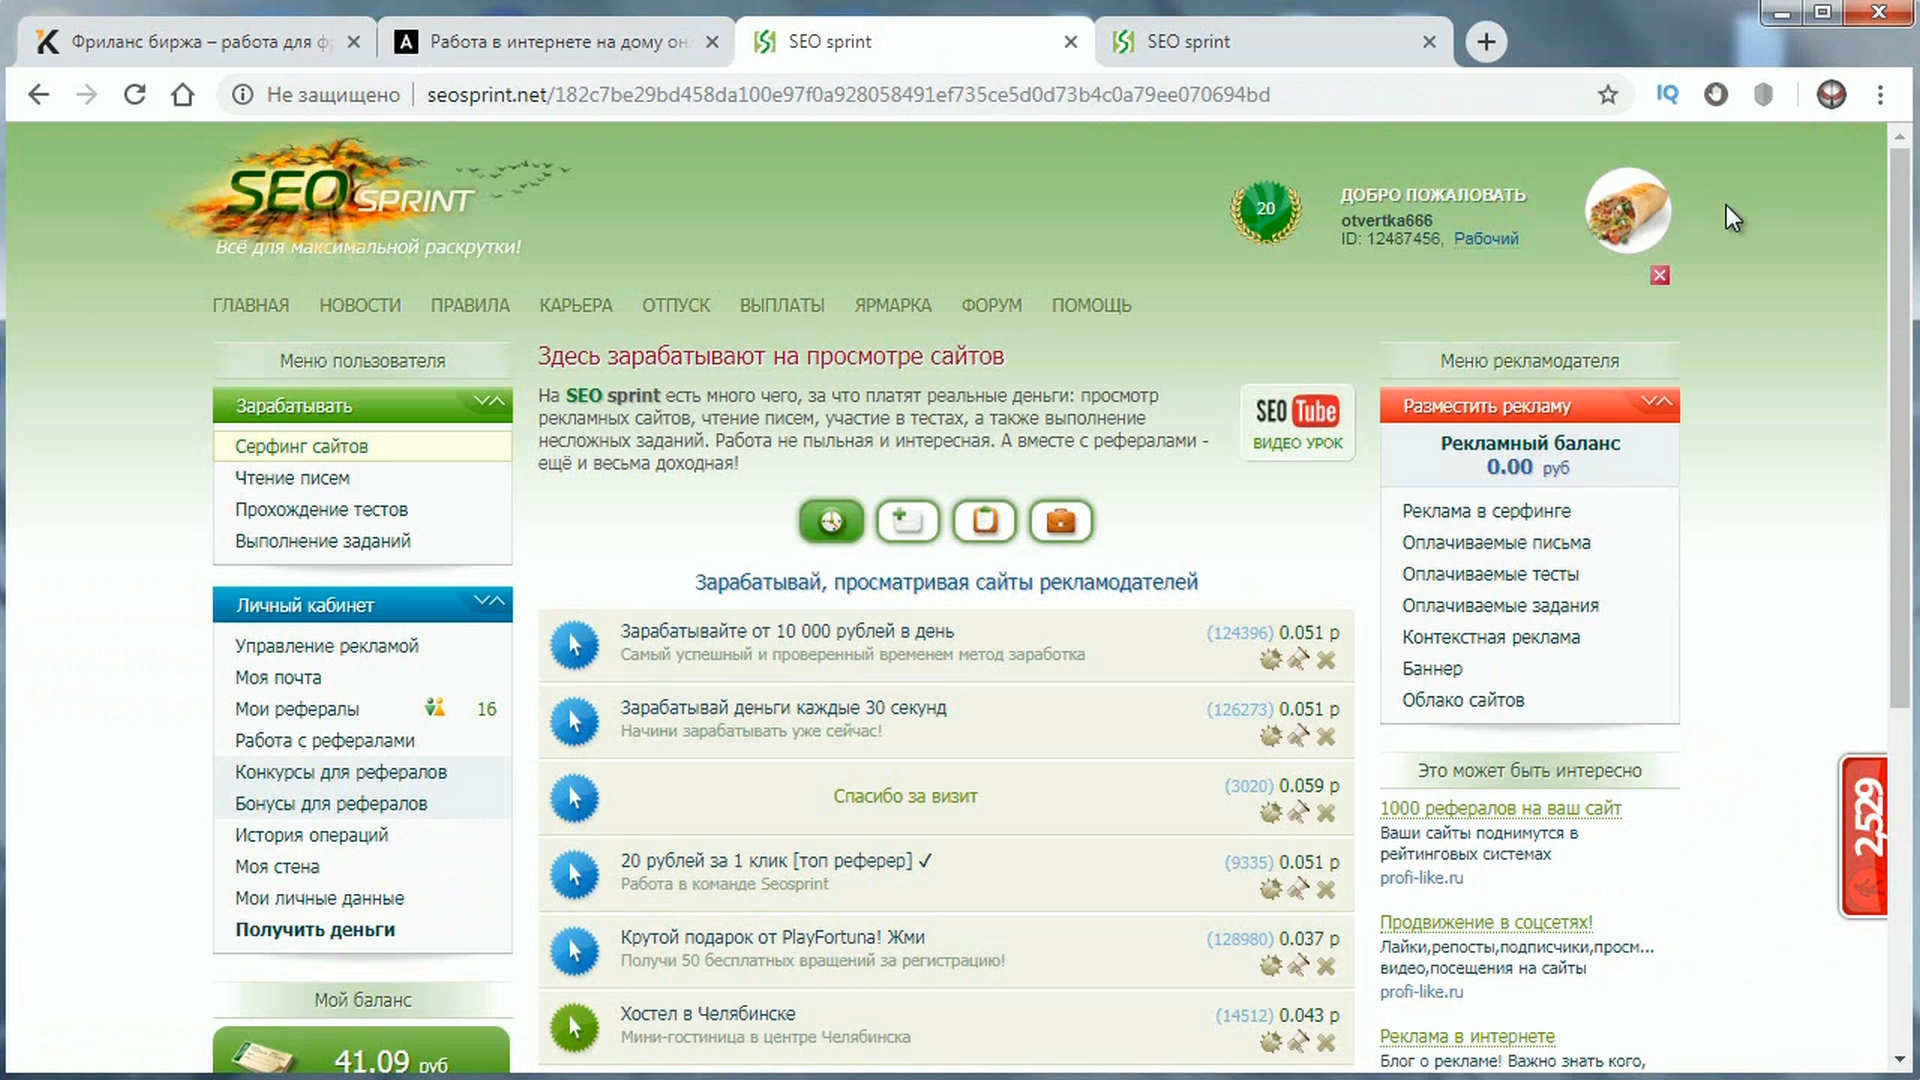 Фриланс биржа – работа для ф
Работа в интернете на дому он
SEO sprint
SEO sprint
Не защищено
seosprint.net/182c7be29bd458da100e97f0a928058491ef735ce5d0d73b4c0a79ee070694bd
IQ
SEO SPRINT
Всё для максимальной раскрутки!
20
ДОБРО ПОЖАЛОВАТЬ
otvertka666
ID: 12487456, Рабочий
ГЛАВНАЯ НОВОСТИ ПРАВИЛА КАРЬЕРА ОТПУСК ВЫПЛАТЫ ЯРМАРКА ФОРУМ ПОМОЩЬ
Меню пользователя
Зарабатывать
Серфинг сайтов
Чтение писем
Прохождение тестов
Выполнение заданий
Личный кабинет
Управление рекламой
Моя почта
Мои рефералы 16
Работа с рефералами
Конкурсы для рефералов
Бонусы для рефералов
История операций
Моя стена
Мои личные данные
Получить деньги
Мой баланс
41.09 руб
Здесь зарабатывают на просмотре сайтов
На SEO sprint есть много чего, за что платят реальные деньги: просмотр
рекламных сайтов, чтение писем, участие в тестах, а также выполнение
несложных заданий. Работа не пыльная и интересная. А вместе с рефералами -
ещё и весьма доходная!
SEO Tube
ВИДЕО УРОК
Зарабатывай, просматривая сайты рекламодателей
Зарабатывайте от 10 000 рублей в день (124396) 0.051 р
Самый успешный и проверенный временем метод заработка
Зарабатывай деньги каждые 30 секунд (126273) 0.051 р
Начини зарабатывать уже сейчас!
Спасибо за визит (3020) 0.059 р
20 рублей за 1 клик [топ реферер] ✓ (9335) 0.051 р
Работа в команде Seosprint
Крутой подарок от PlayFortuna! Жми (128980) 0.037 р
Получи 50 бесплатных вращений за регистрацию!
Хостел в Челябинске (14512) 0.043 р
Мини-гостиница в центре Челябинска
Меню рекламодателя
Разместить рекламу
Рекламный баланс
0.00 руб
Реклама в серфинге
Оплачиваемые письма
Оплачиваемые тесты
Оплачиваемые задания
Контекстная реклама
Баннер
Облако сайтов
Это может быть интересно
1000 рефералов на ваш сайт
Ваши сайты поднимутся в
рейтинговых системах
profi-like.ru
Продвижение в соцсетях!
Лайки,репосты,подписчики,просм...
видео,посещения на сайты
profi-like.ru
Реклама в интернете
Блог о рекламе! Важно знать кого,
2,529